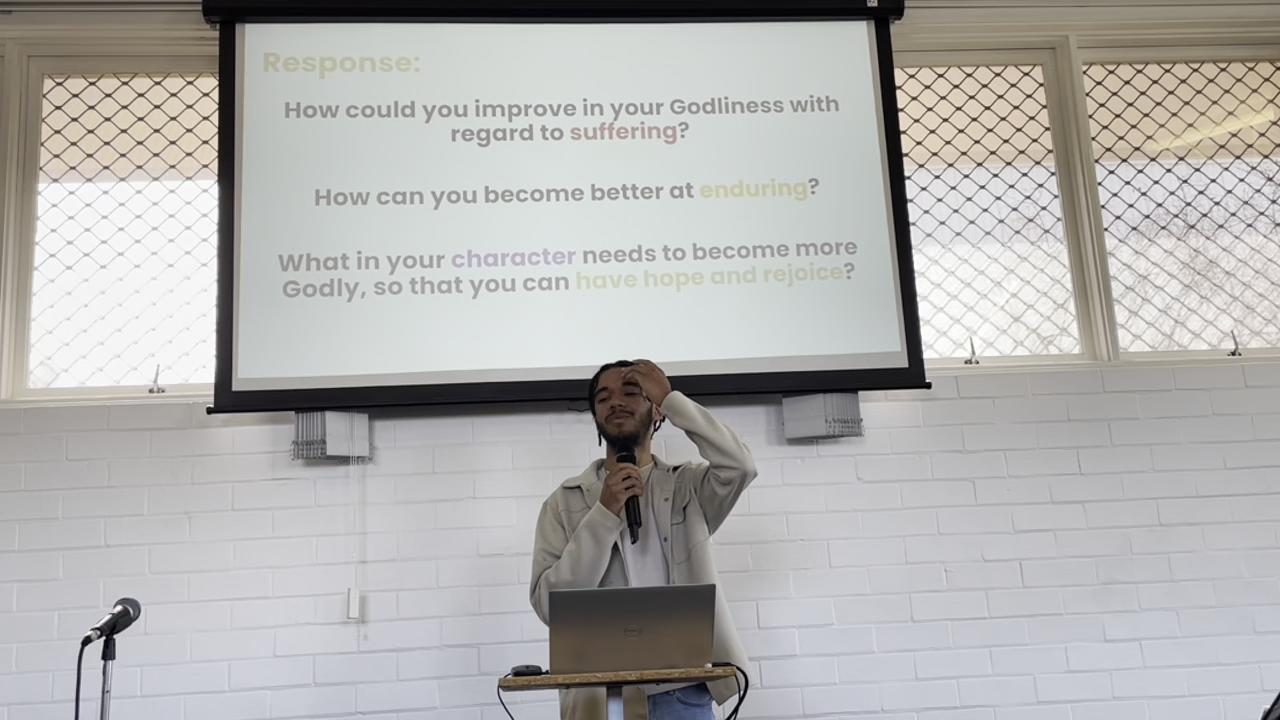 Response:
How could you improve in your Godliness with
regard to suffering?
How can you become better at enduring?
What in your character needs to become more
Godly, so that you can have hope and rejoice?
DELL